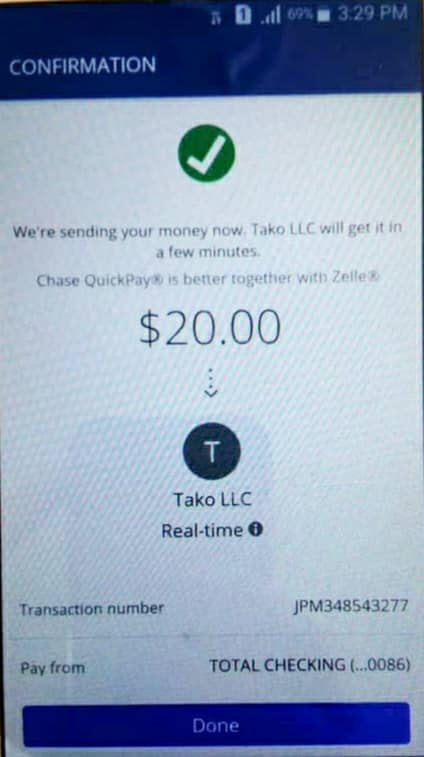 1 69% 3:29 PM
CONFIRMATION
We're sending your money now. Tako LLC will get it in
a few minutes.
Chase QuickPay® is better together with Zelle®
$20.00
T
Tako LLC
Real-time
Transaction number JPM348543277
Pay from TOTAL CHECKING (...0086)
Done